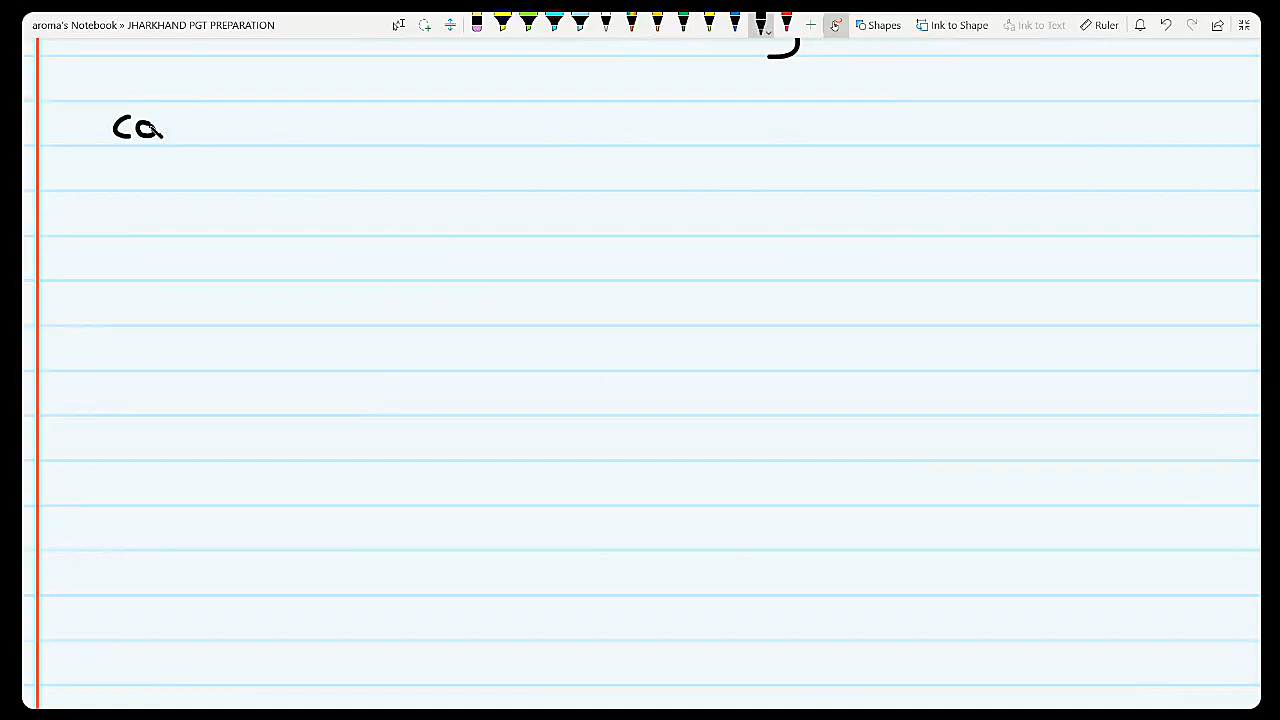 aroma's Notebook » JHARKHAND PGT PREPARATION Shapes Ink to Shape Ink to Text Ruler
ca